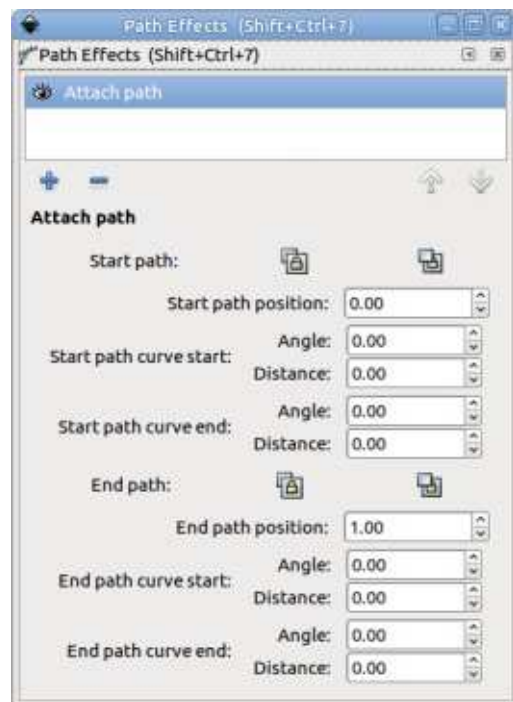 Path Effects (Shift+Ctrl+7)
Path Effects (Shift+Ctrl+7)
Attach path
Attach path
Start path:
Start path position: 0.00
Start path curve start: Angle: 0.00
Distance: 0.00
Start path curve end: Angle: 0.00
Distance: 0.00
End path:
End path position: 1.00
End path curve start: Angle: 0.00
Distance: 0.00
End path curve end: Angle: 0.00
Distance: 0.00